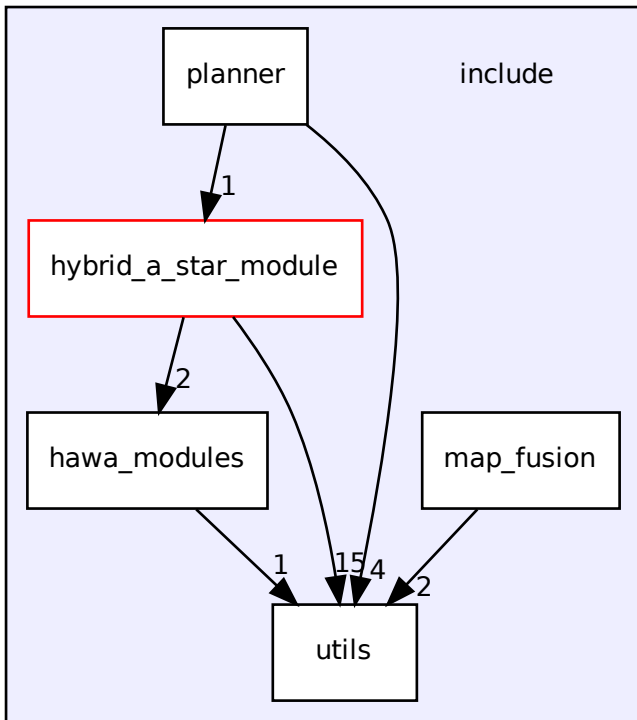 planner
include
1
hybrid_a_star_module
2
hawa_modules
map_fusion
1
15
4
2
utils